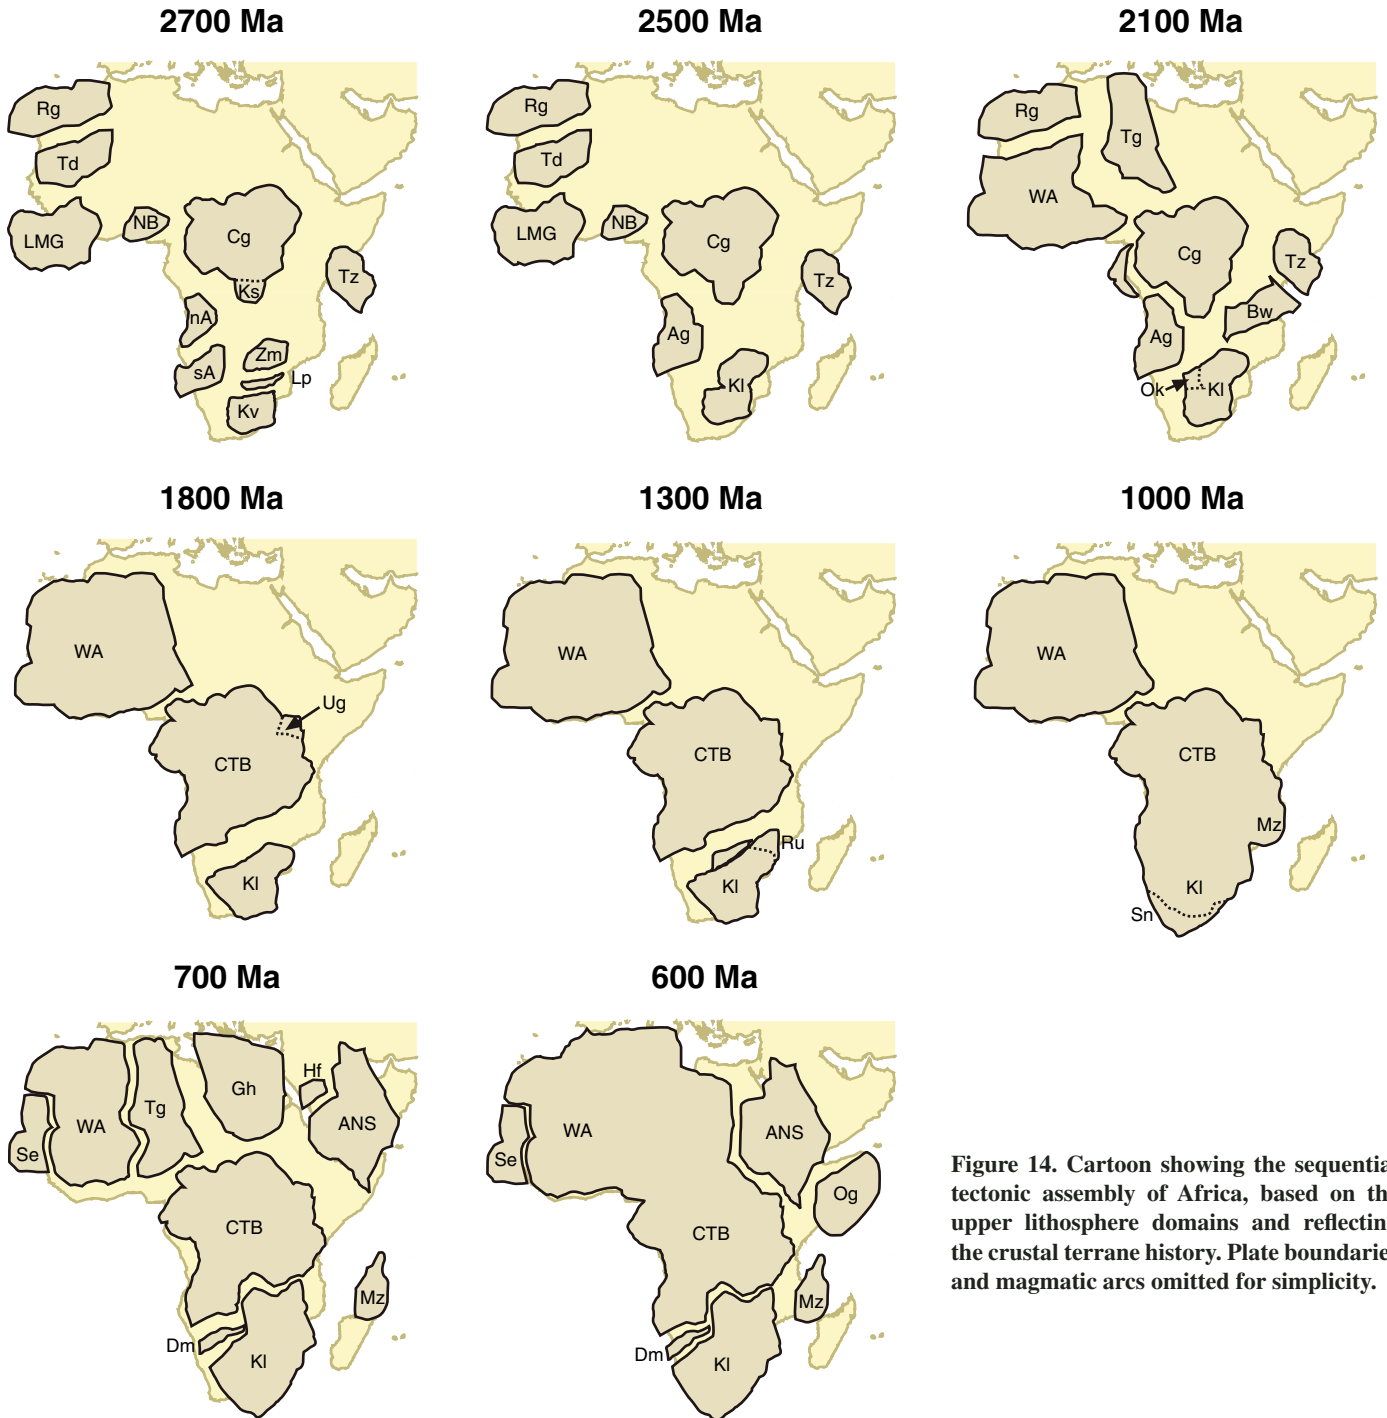 2700 Ma
2500 Ma
2100 Ma
Rg
Td
LMG
NB
Cg
Ks
Tz
nA
sA
Zm
Lp
Kv
Rg
Td
LMG
NB
Cg
Tz
Ag
Kl
Rg
Tg
WA
Cg
Tz
Bw
Ag
Ok
Kl
1800 Ma
1300 Ma
1000 Ma
WA
Ug
CTB
Kl
WA
CTB
Ru
Kl
WA
CTB
Mz
Kl
Sn
700 Ma
600 Ma
Hf
Gh
Tg
WA
ANS
Se
CTB
Mz
Dm
Kl
WA
ANS
Se
Og
CTB
Mz
Dm
Kl
Figure 14. Cartoon showing the sequentia
tectonic assembly of Africa, based on th
upper lithosphere domains and reflectin
the crustal terrane history. Plate boundarie
and magmatic arcs omitted for simplicity.